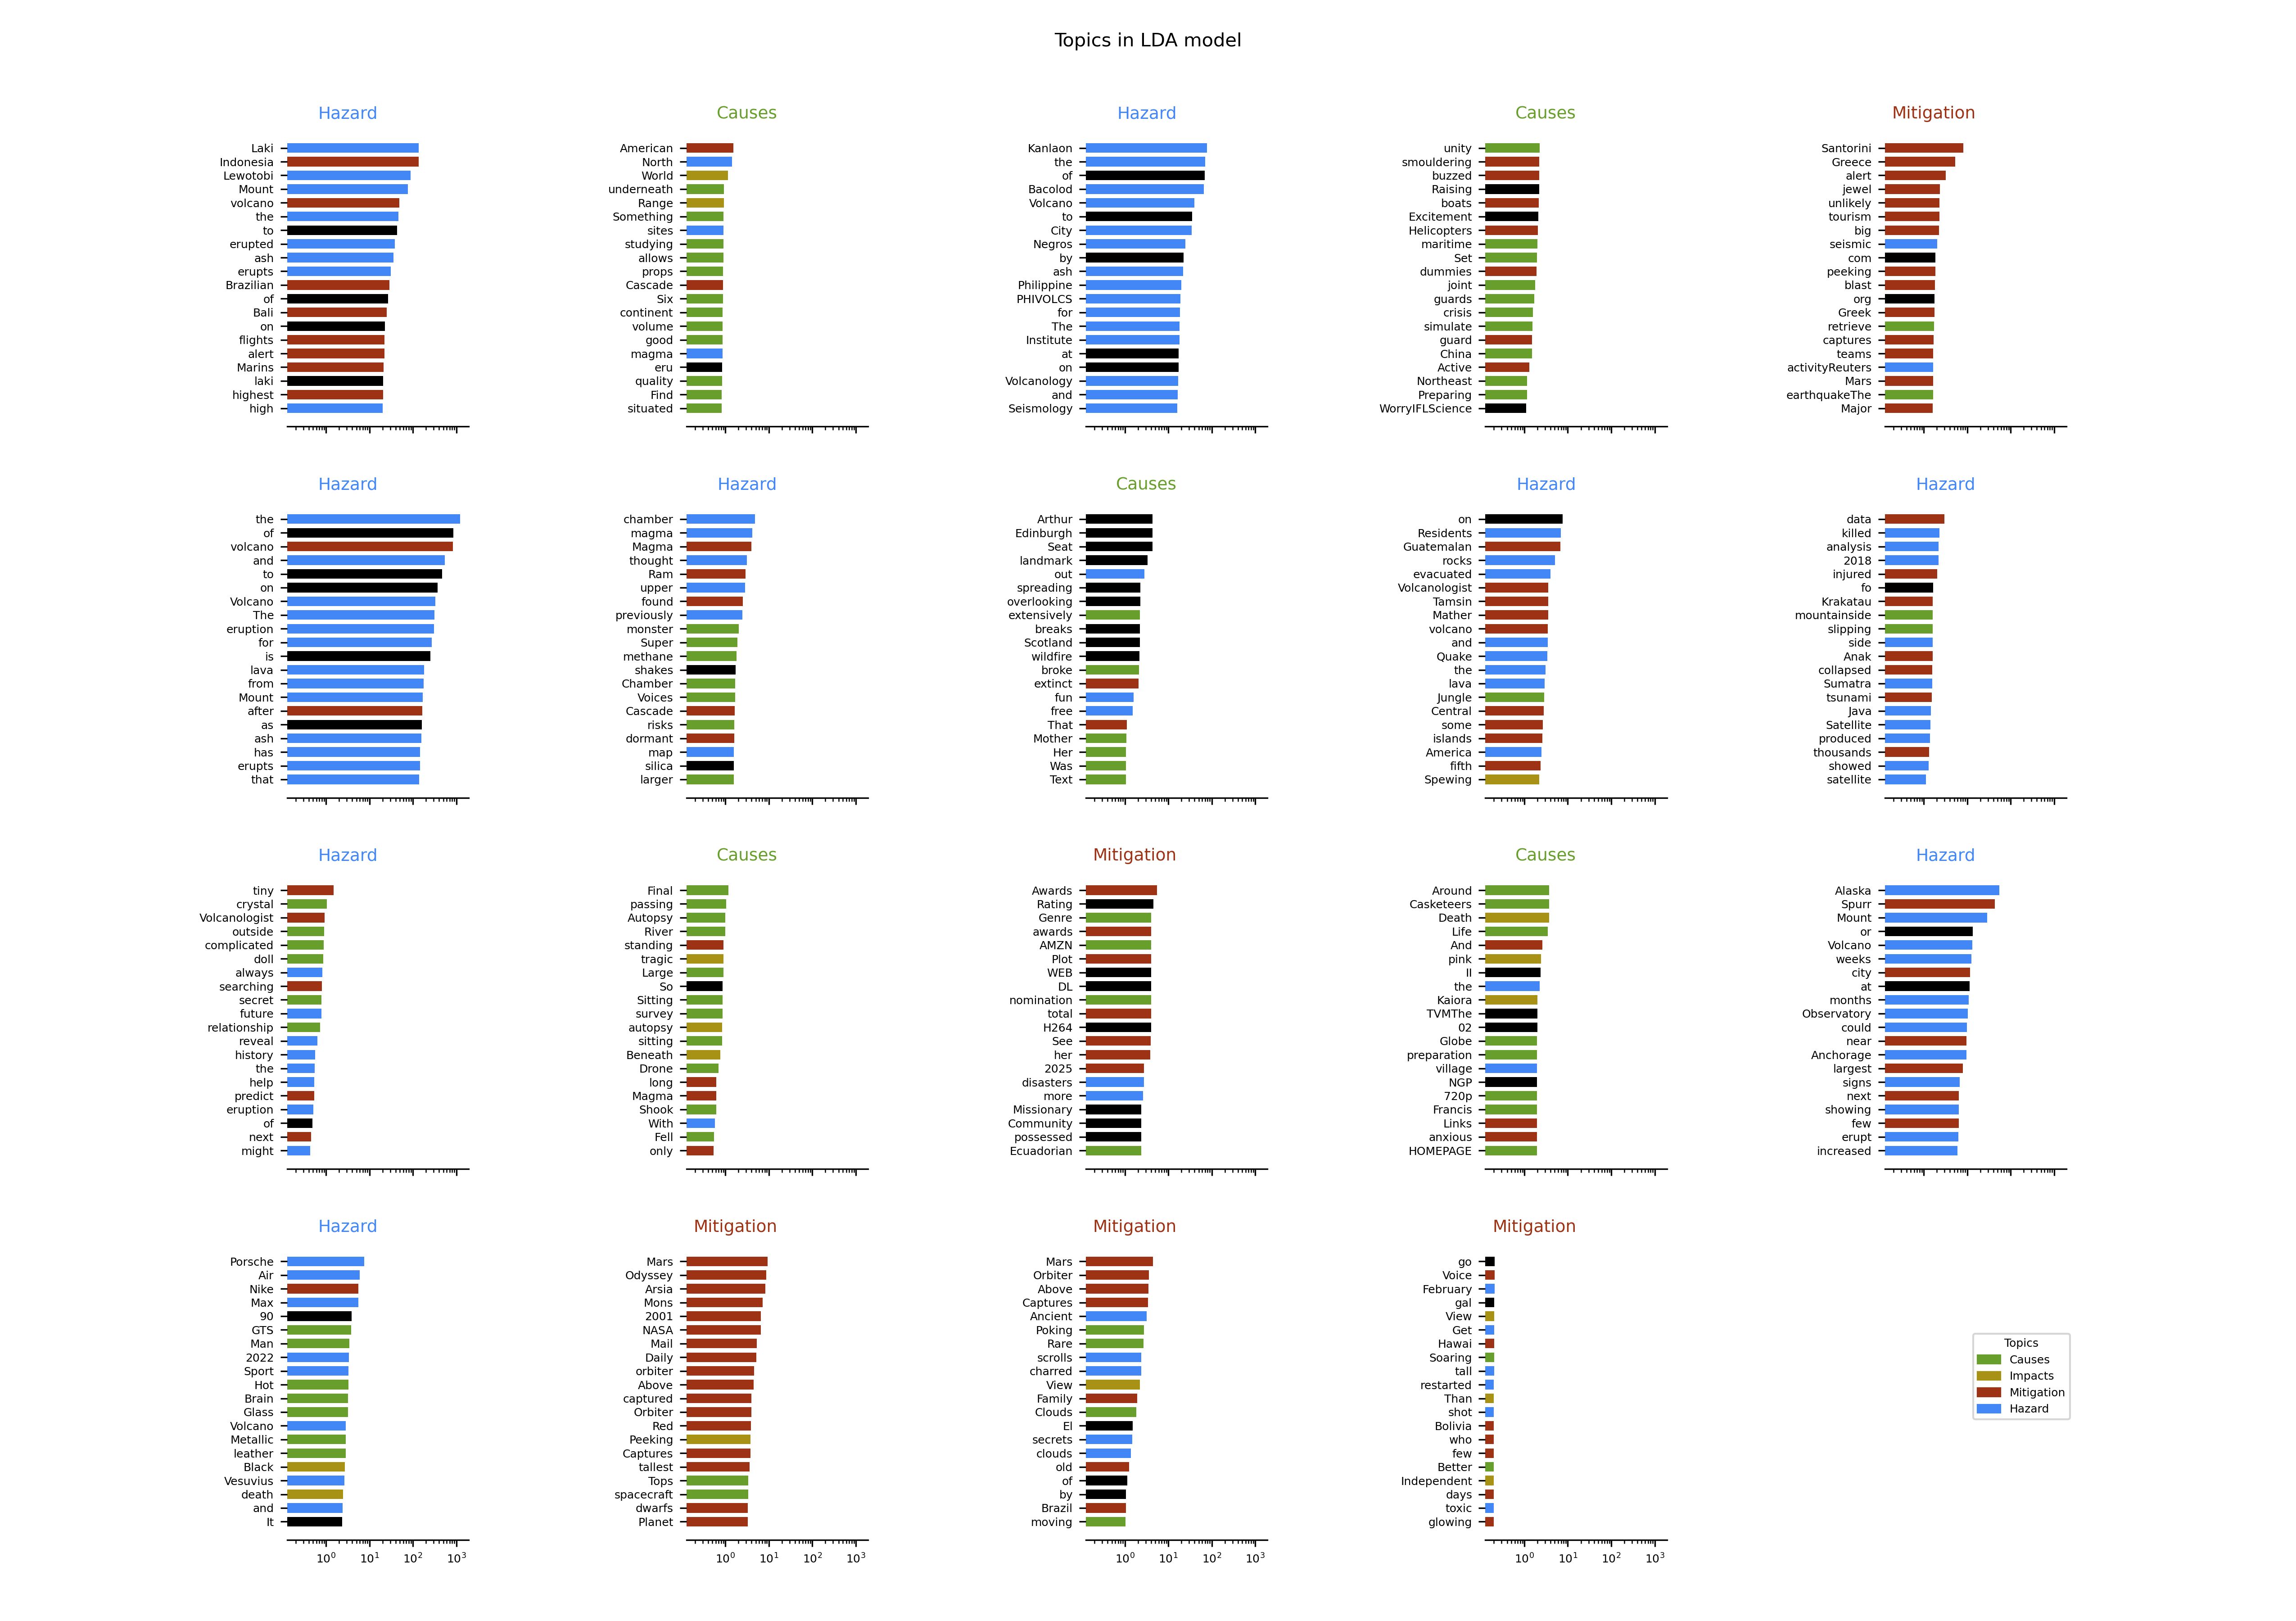 Topics in LDA model
Hazard
Laki
Indonesia
Lewotobi
Mount
volcano
the
to
erupted
ash
erupts
Brazilian
of
Bali
on
flights
alert
Marins
laki
highest
high
Causes
American
North
World
underneath
Range
Something
sites
studying
allows
props
Cascade
Six
continent
volume
good
magma
eru
quality
Find
situated
Hazard
Kanlaon
the
of
Bacolod
Volcano
to
City
Negros
by
ash
Philippine
PHIVOLCS
for
The
Institute
at
on
Volcanology
and
Seismology
Causes
unity
smouldering
buzzed
Raising
boats
Excitement
Helicopters
maritime
Set
dummies
joint
guards
crisis
simulate
guard
China
Active
Northeast
Preparing
WorryIFLScience
Mitigation
Santorini
Greece
alert
jewel
unlikely
tourism
big
seismic
com
peeking
blast
org
Greek
retrieve
captures
teams
activityReuters
Mars
earthquakeThe
Major
Hazard
the
of
volcano
and
to
on
Volcano
The
eruption
for
is
lava
from
Mount
after
as
ash
has
erupts
that
Hazard
chamber
magma
Magma
thought
Ram
upper
found
previously
monster
Super
methane
shakes
Chamber
Voices
Cascade
risks
dormant
map
silica
larger
Causes
Arthur
Edinburgh
Seat
landmark
out
spreading
overlooking
extensively
breaks
Scotland
wildfire
broke
extinct
fun
free
That
Mother
Her
Was
Text
Hazard
on
Residents
Guatemalan
rocks
evacuated
Volcanologist
Tamsin
Mather
volcano
and
Quake
the
lava
Jungle
Central
some
islands
America
fifth
Spewing
Hazard
data
killed
analysis
2018
injured
fo
Krakatau
mountainside
slipping
side
Anak
collapsed
Sumatra
tsunami
Java
Satellite
produced
thousands
showed
satellite
Hazard
tiny
crystal
Volcanologist
outside
complicated
doll
always
searching
secret
future
relationship
reveal
history
the
help
predict
eruption
of
next
might
Causes
Final
passing
Autopsy
River
standing
tragic
Large
So
Sitting
survey
autopsy
sitting
Beneath
Drone
long
Magma
Shook
With
Fell
only
Mitigation
Awards
Rating
Genre
awards
AMZN
Plot
WEB
DL
nomination
total
H264
See
her
2025
disasters
more
Missionary
Community
possessed
Ecuadorian
Causes
Around
Casketeers
Death
Life
And
pink
II
the
Kaiora
TVMThe
02
Globe
preparation
village
NGP
720p
Francis
Links
anxious
HOMEPAGE
Hazard
Alaska
Spurr
Mount
or
Volcano
weeks
city
at
months
Observatory
could
near
Anchorage
largest
signs
next
showing
few
erupt
increased
Hazard
Porsche
Air
Nike
Max
90
GTS
Man
2022
Sport
Hot
Brain
Glass
Volcano
Metallic
leather
Black
Vesuvius
death
and
It
10⁰ 10¹ 10² 10³
Mitigation
Mars
Odyssey
Arsia
Mons
2001
NASA
Mail
Daily
orbiter
Above
captured
Orbiter
Red
Peeking
Captures
tallest
Tops
spacecraft
dwarfs
Planet
10⁰ 10¹ 10² 10³
Mitigation
Mars
Orbiter
Above
Captures
Ancient
Poking
Rare
scrolls
charred
View
Family
Clouds
El
secrets
clouds
old
of
by
Brazil
moving
10⁰ 10¹ 10² 10³
Mitigation
go
Voice
February
gal
View
Get
Hawai
Soaring
tall
restarted
Than
shot
Bolivia
who
few
Better
Independent
days
toxic
glowing
10⁰ 10¹ 10² 10³
Topics
Causes
Impacts
Mitigation
Hazard